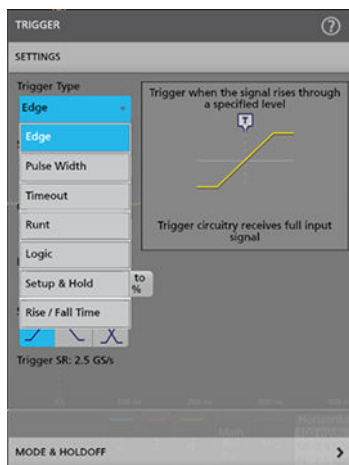 TRIGGER
?
SETTINGS
Trigger Type
Edge
Edge
Pulse Width
Timeout
Runt
Logic
Setup & Hold
Rise / Fall Time
Trigger when the signal rises through
a specified level
T
Trigger circuitry receives full input
signal
to
%
Trigger SR: 2.5 GS/s
MODE & HOLDOFF